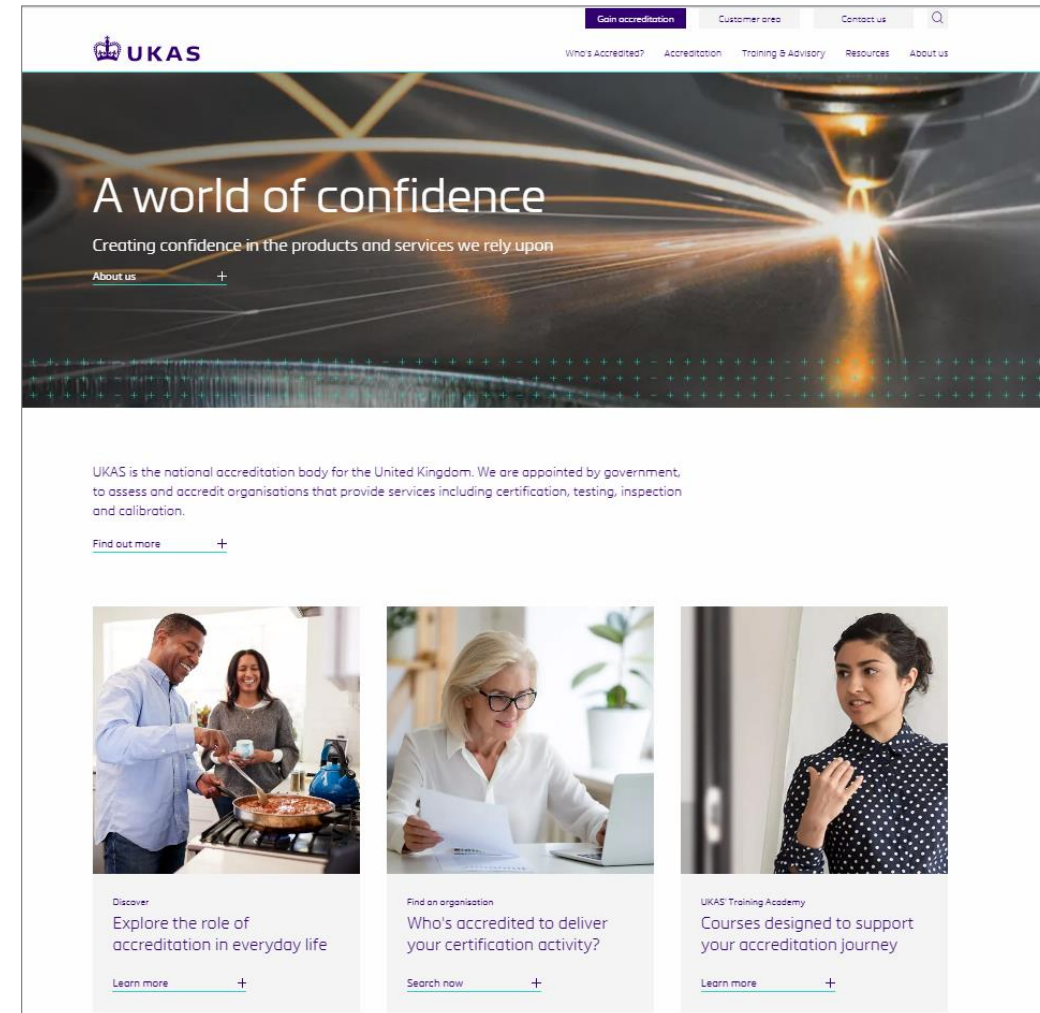 Gain accreditation
Customer area
Contact us
UKAS
Who's Accredited?
Accreditation
Training & Advisory
Resources
About us
A world of confidence
Creating confidence in the products and services we rely upon
About us +
UKAS is the national accreditation body for the United Kingdom. We are appointed by government,
to assess and accredit organisations that provide services including certification, testing, inspection
and calibration.
Find out more +
Discover
Explore the role of
accreditation in everyday life
Learn more +
Find an organisation
Who's accredited to deliver
your certification activity?
Search now +
UKAS' Training Academy
Courses designed to support
your accreditation journey
Learn more +